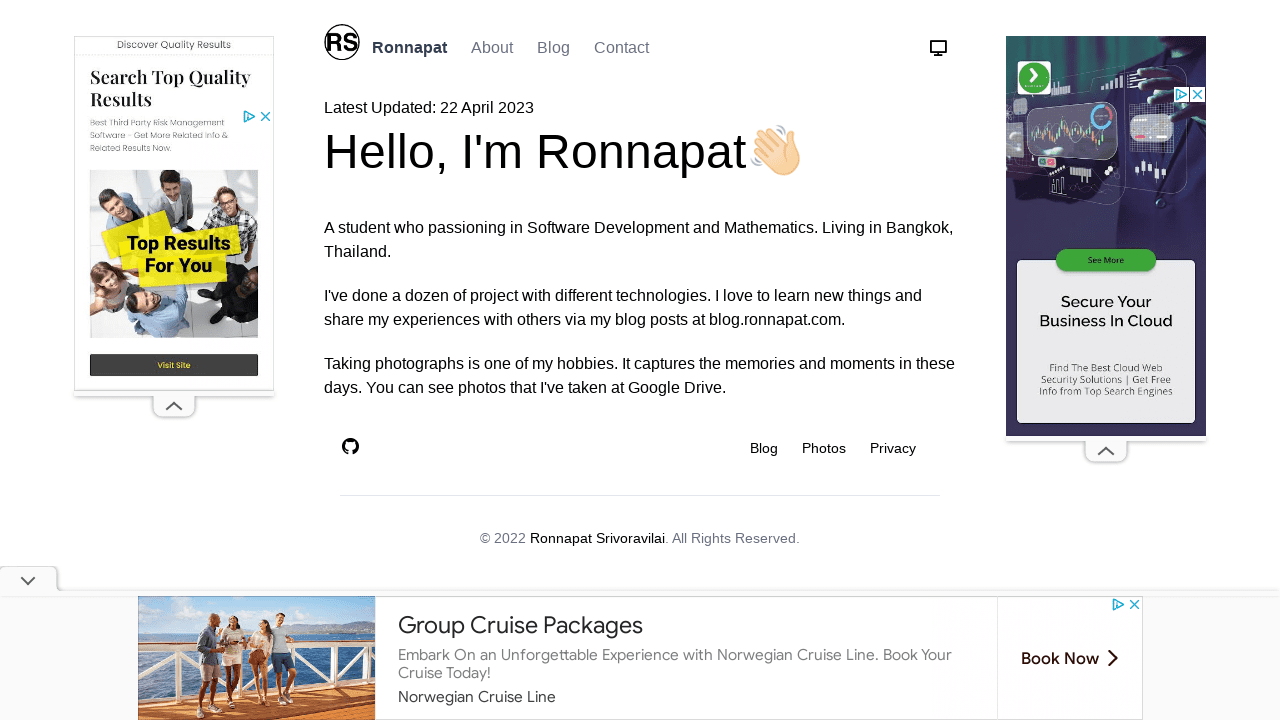 Discover Quality Results
Search Top Quality
Results
Best Third Party Risk Management
Software - Get More Related Info &
Related Results Now.
Top Results
For You
Visit Site
RS
Ronnapat
About
Blog
Contact
Latest Updated: 22 April 2023
Hello, I'm Ronnapat👋🏼
A student who passioning in Software Development and Mathematics. Living in Bangkok,
Thailand.
I've done a dozen of project with different technologies. I love to learn new things and
share my experiences with others via my blog posts at blog.ronnapat.com.
Taking photographs is one of my hobbies. It captures the memories and moments in these
days. You can see photos that I've taken at Google Drive.
Blog
Photos
Privacy
© 2022 Ronnapat Srivoravilai. All Rights Reserved.
See More
Secure Your
Business In Cloud
Find The Best Cloud Web
Security Solutions | Get Free
Info from Top Search Engines
Group Cruise Packages
Embark On an Unforgettable Experience with Norwegian Cruise Line. Book Your
Cruise Today!
Norwegian Cruise Line
Book Now